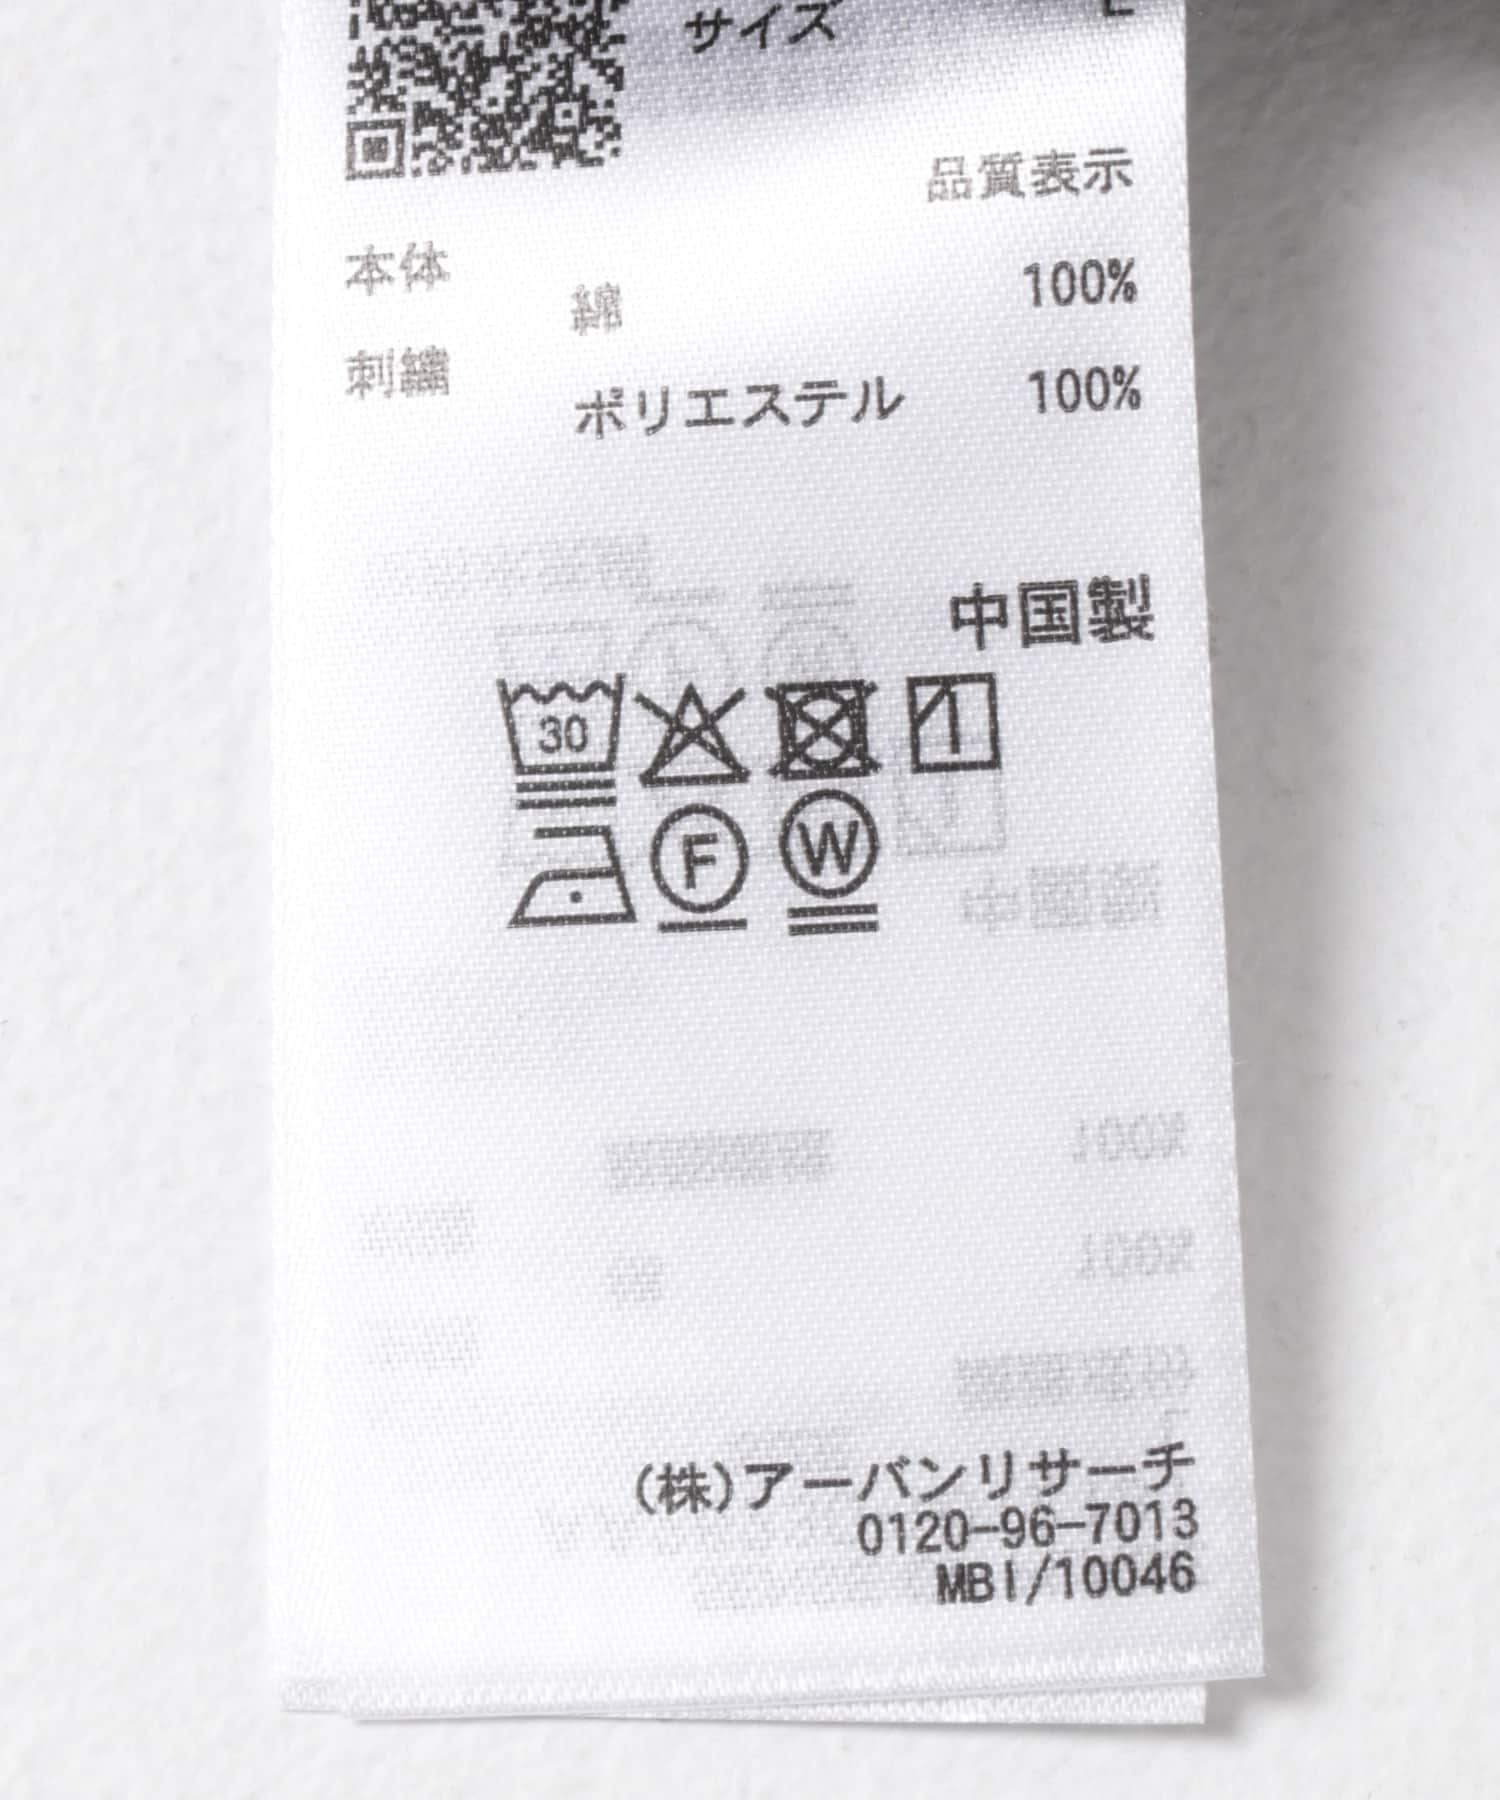 サイズ L
品質表示
本体
綿 100%
刺繍
ポリエステル 100%
中国製
30
F W
(株)アーバンリサーチ
0120-96-7013
MBI/10046